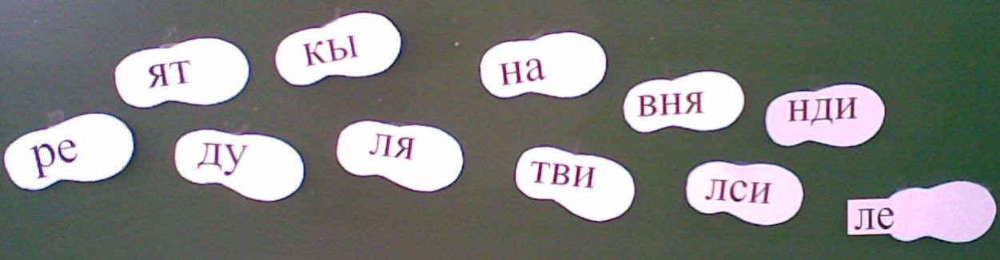 ят кы на вня нди
ре ду ля тви лси ле